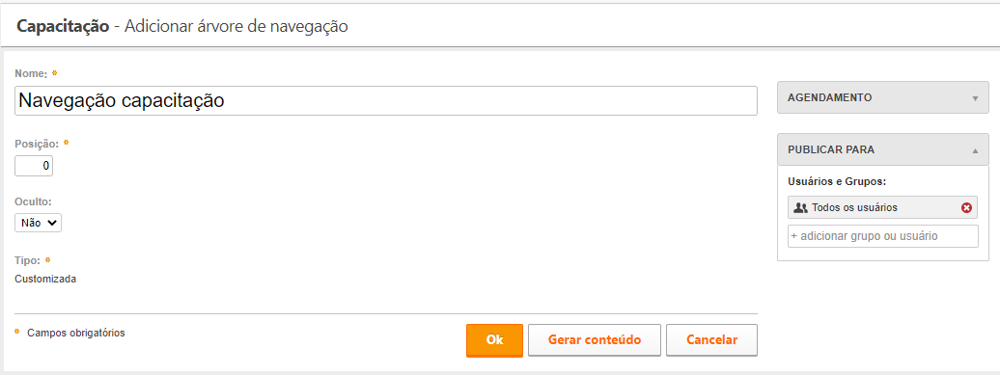 Capacitação - Adicionar árvore de navegação
Nome: *
Navegação capacitação
Posição: *
0
Oculto:
Não
Tipo: *
Customizada
* Campos obrigatórios
Ok
Gerar conteúdo
Cancelar
AGENDAMENTO
PUBLICAR PARA
Usuários e Grupos:
Todos os usuários
+ adicionar grupo ou usuário